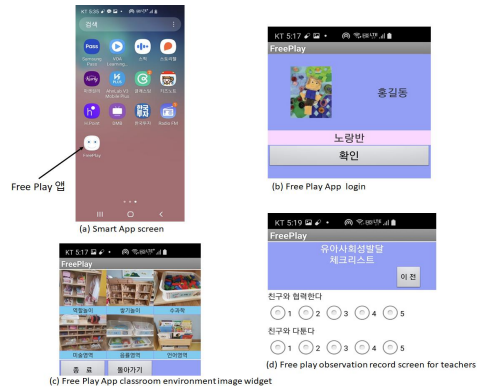 KT 5:35
검색
Samsung Pass
VOA Learning...
FreePlay
Free Play 앱
(a) Smart App screen
KT 5:17
FreePlay
홍길동
노랑반
확인
(b) Free Play App login
KT 5:17
FreePlay
역할놀이 쌓기놀이 수과학
미술영역 음률영역 언어영역
종 료 돌아가기
(c) Free Play App classroom environment image widget
KT 5:19
FreePlay
유아사회성발달
체크리스트
이 전
친구와 협력한다
1 2 3 4 5
친구와 다툰다
1 2 3 4 5
(d) Free play observation record screen for teachers